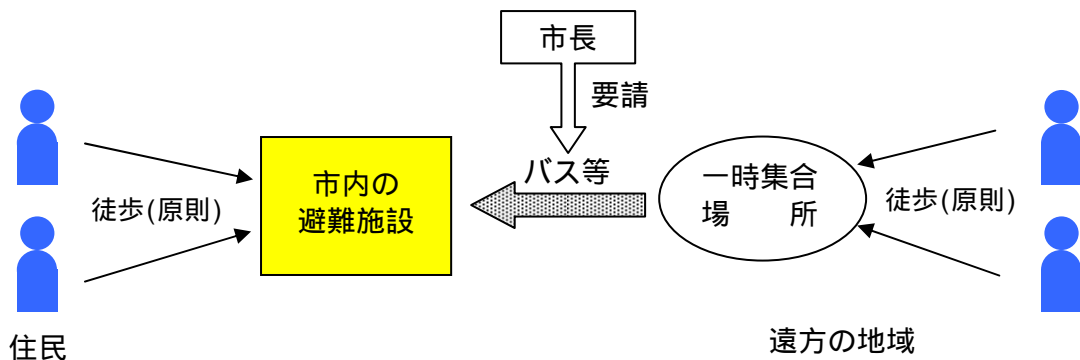 市長
要請
バス等
市内の
避難施設
一時集合
場　　所
徒歩(原則)
徒歩(原則)
住民
遠方の地域